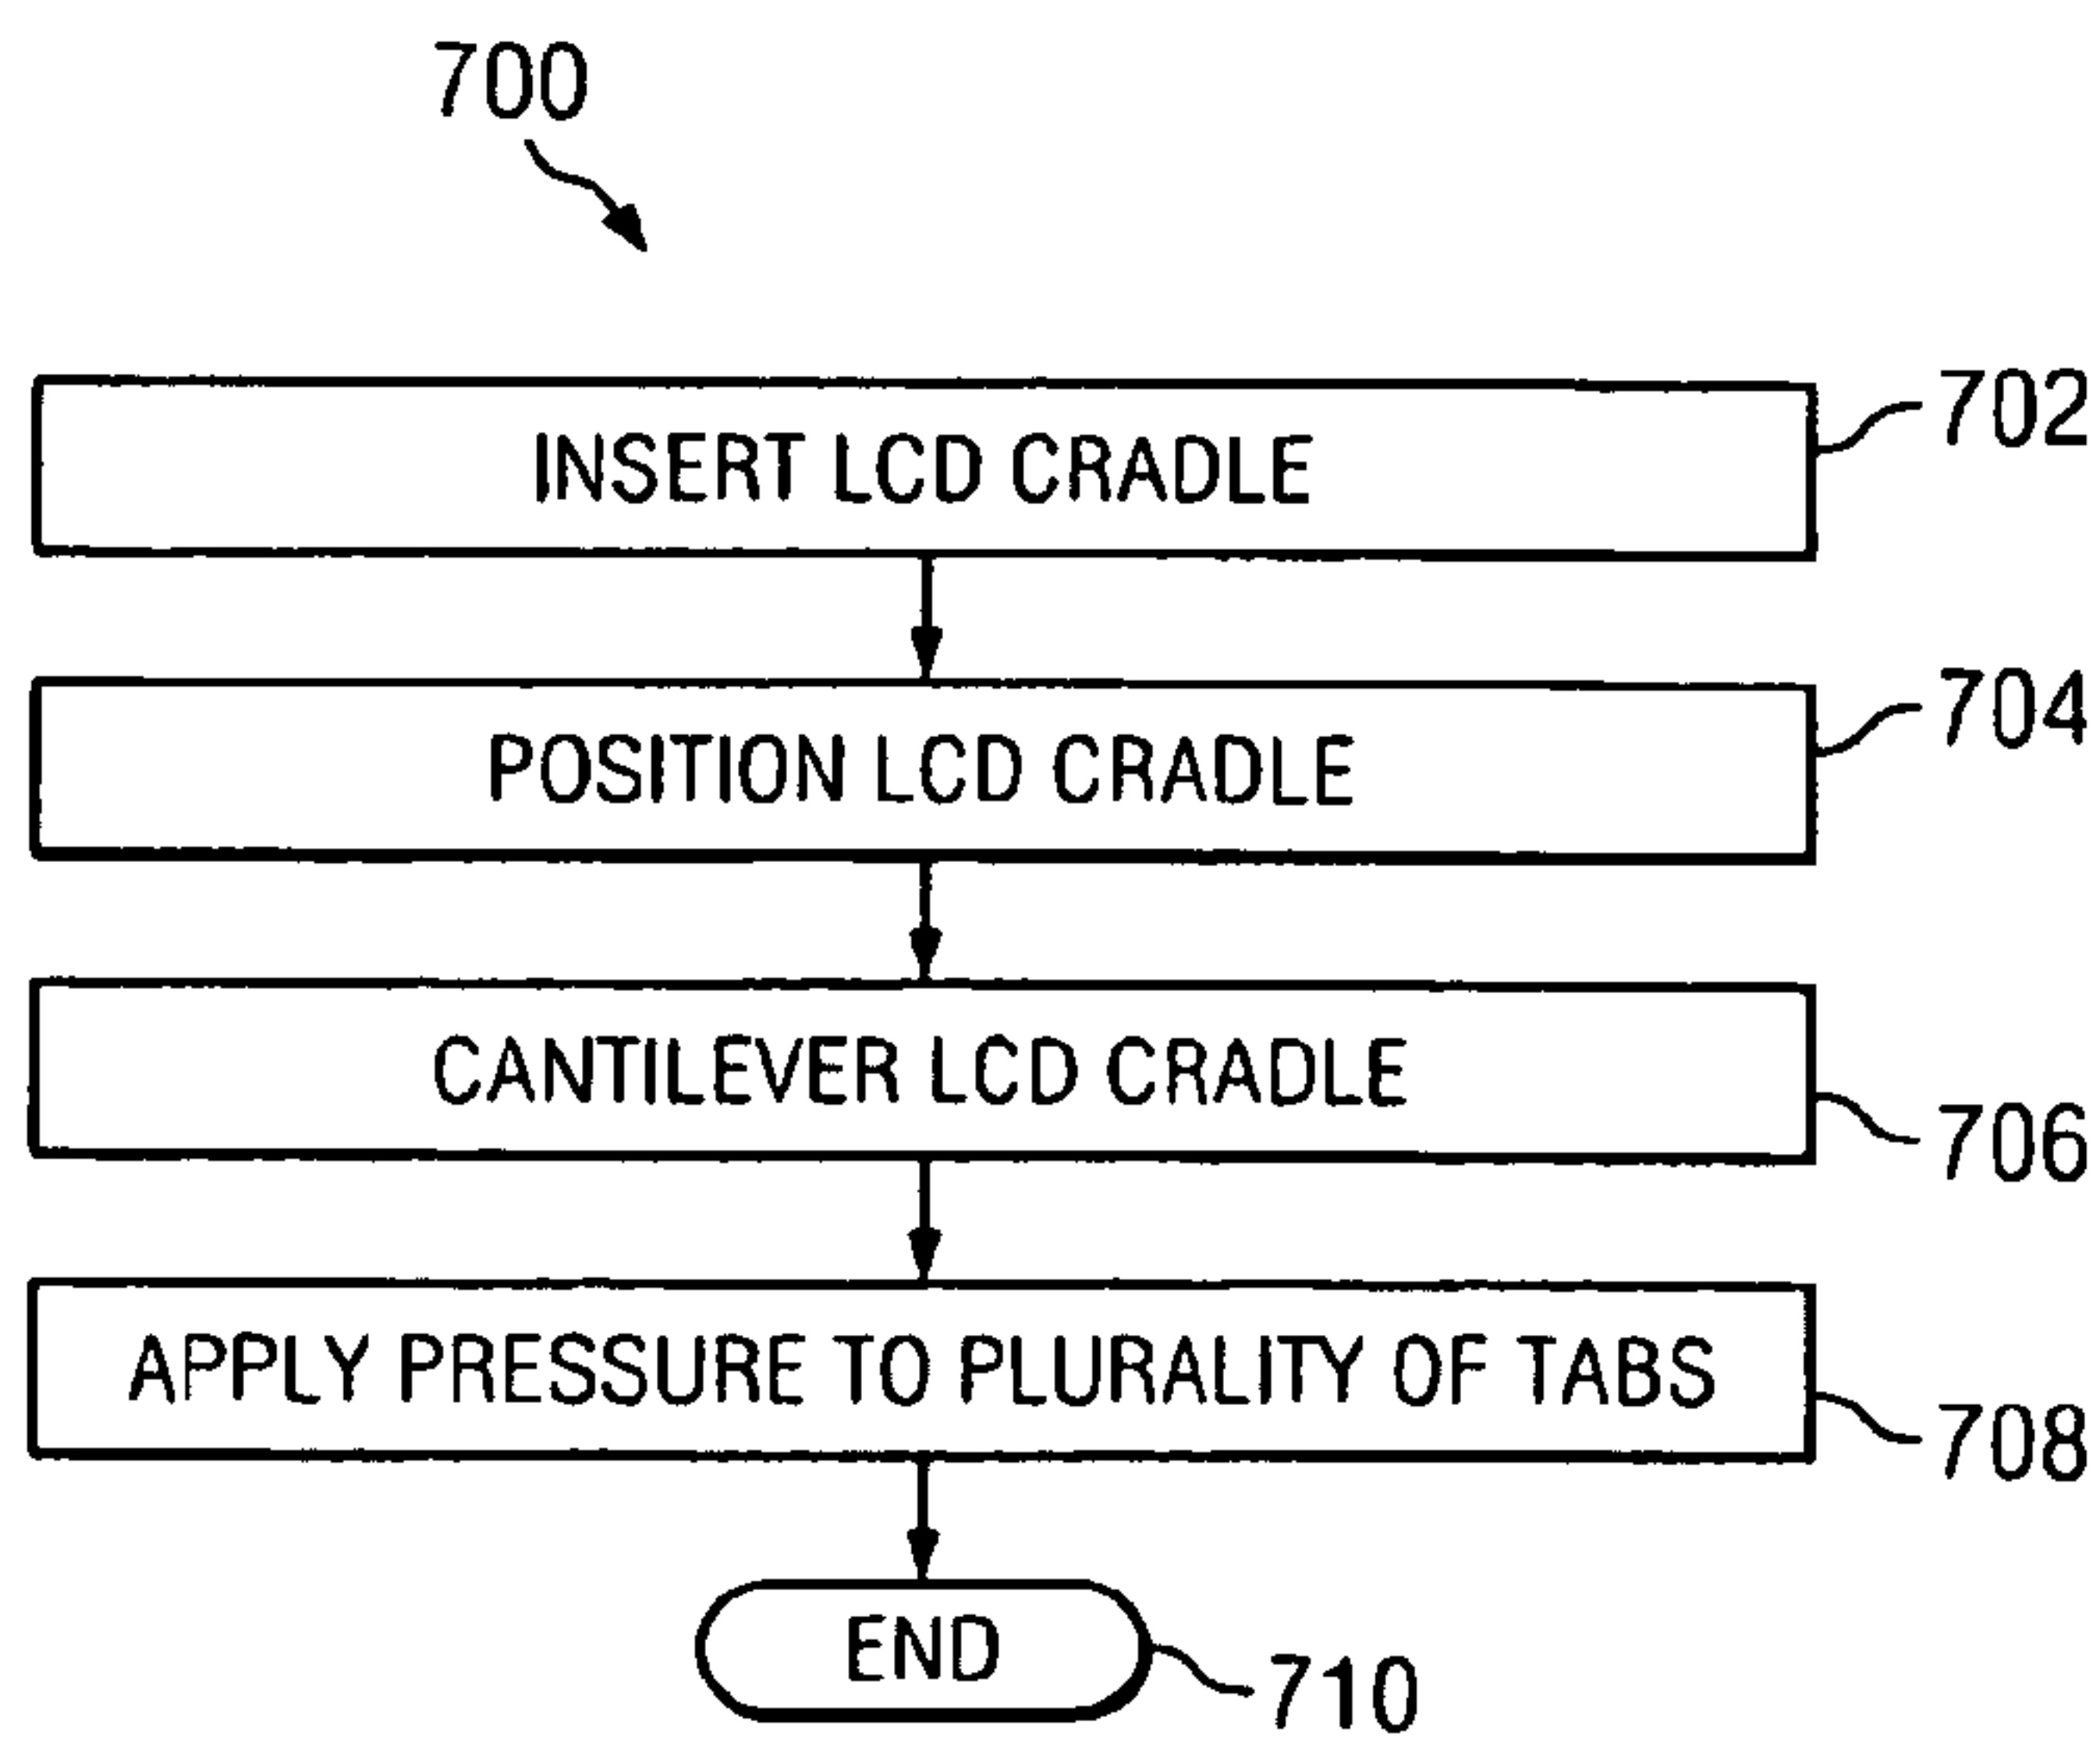 700
INSERT LCD CRADLE
702
POSITION LCD CRADLE
704
CANTILEVER LCD CRADLE
706
APPLY PRESSURE TO PLURALITY OF TABS
708
END
710